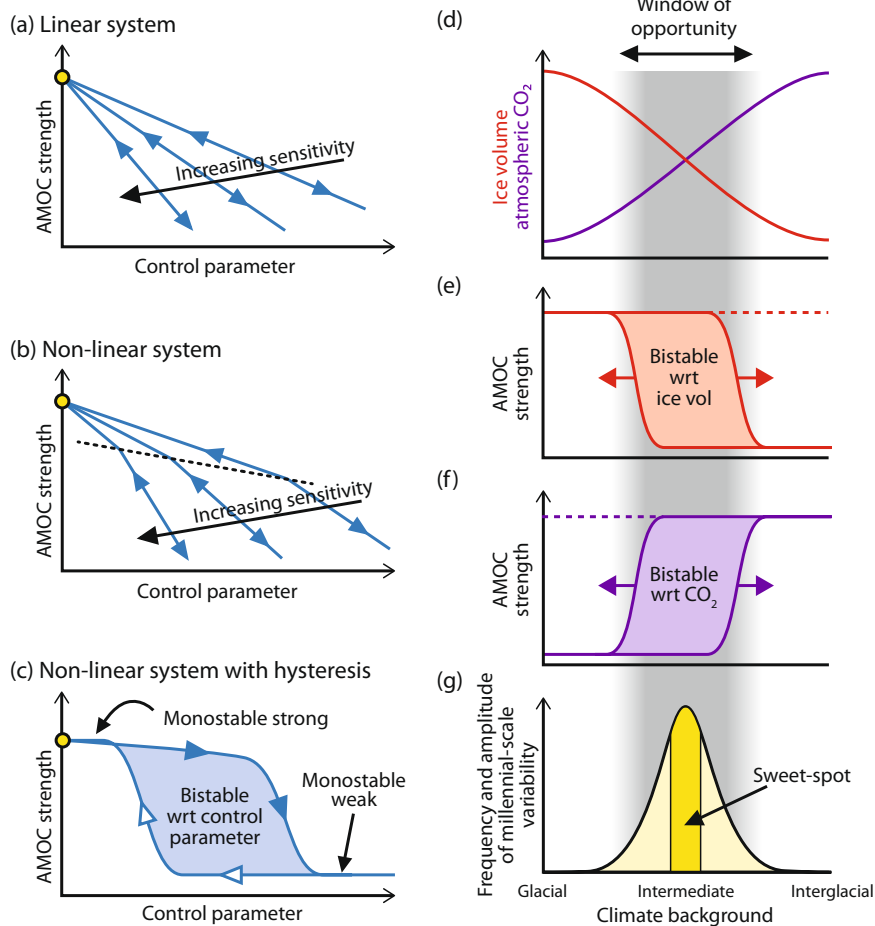 (a) Linear system
AMOC strength
Increasing sensitivity
Control parameter
(b) Non-linear system
AMOC strength
Increasing sensitivity
Control parameter
(c) Non-linear system with hysteresis
Monostable strong
AMOC strength
Bistable
wrt control
parameter
Monostable
weak
Control parameter
(d)
Window of
opportunity
Ice volume
atmospheric CO₂
(e)
AMOC
strength
Bistable
wrt
ice vol
(f)
AMOC
strength
Bistable
wrt CO₂
(g)
Frequency and amplitude
of millennial-scale
variability
Sweet-spot
Glacial
Intermediate
Interglacial
Climate background